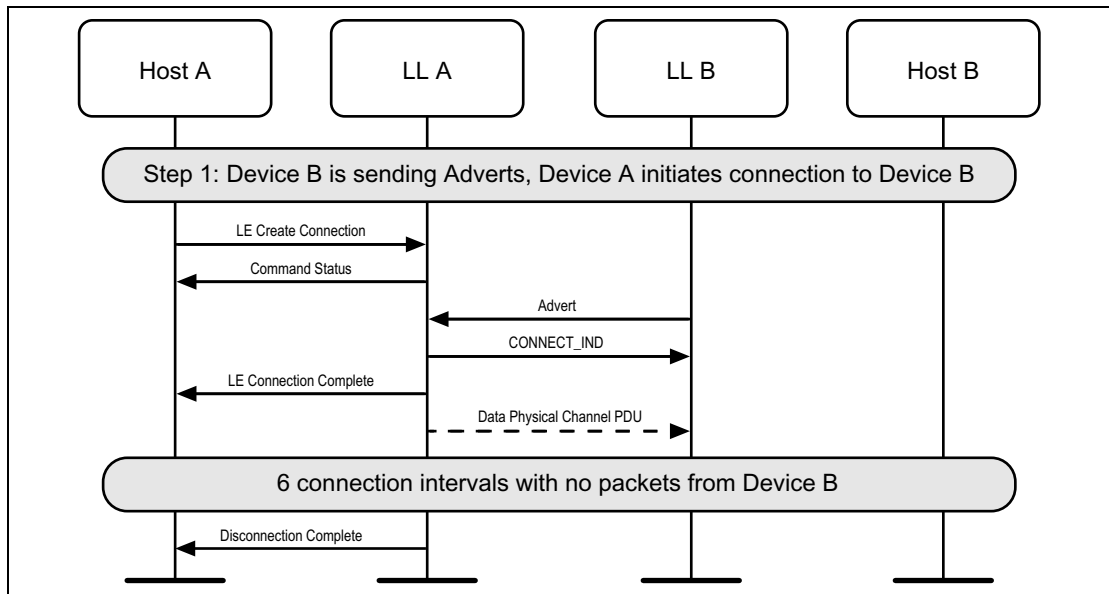 Host A
LL A
LL B
Host B
Step 1: Device B is sending Adverts, Device A initiates connection to Device B
LE Create Connection
Command Status
Advert
CONNECT_IND
LE Connection Complete
Data Physical Channel PDU
6 connection intervals with no packets from Device B
Disconnection Complete